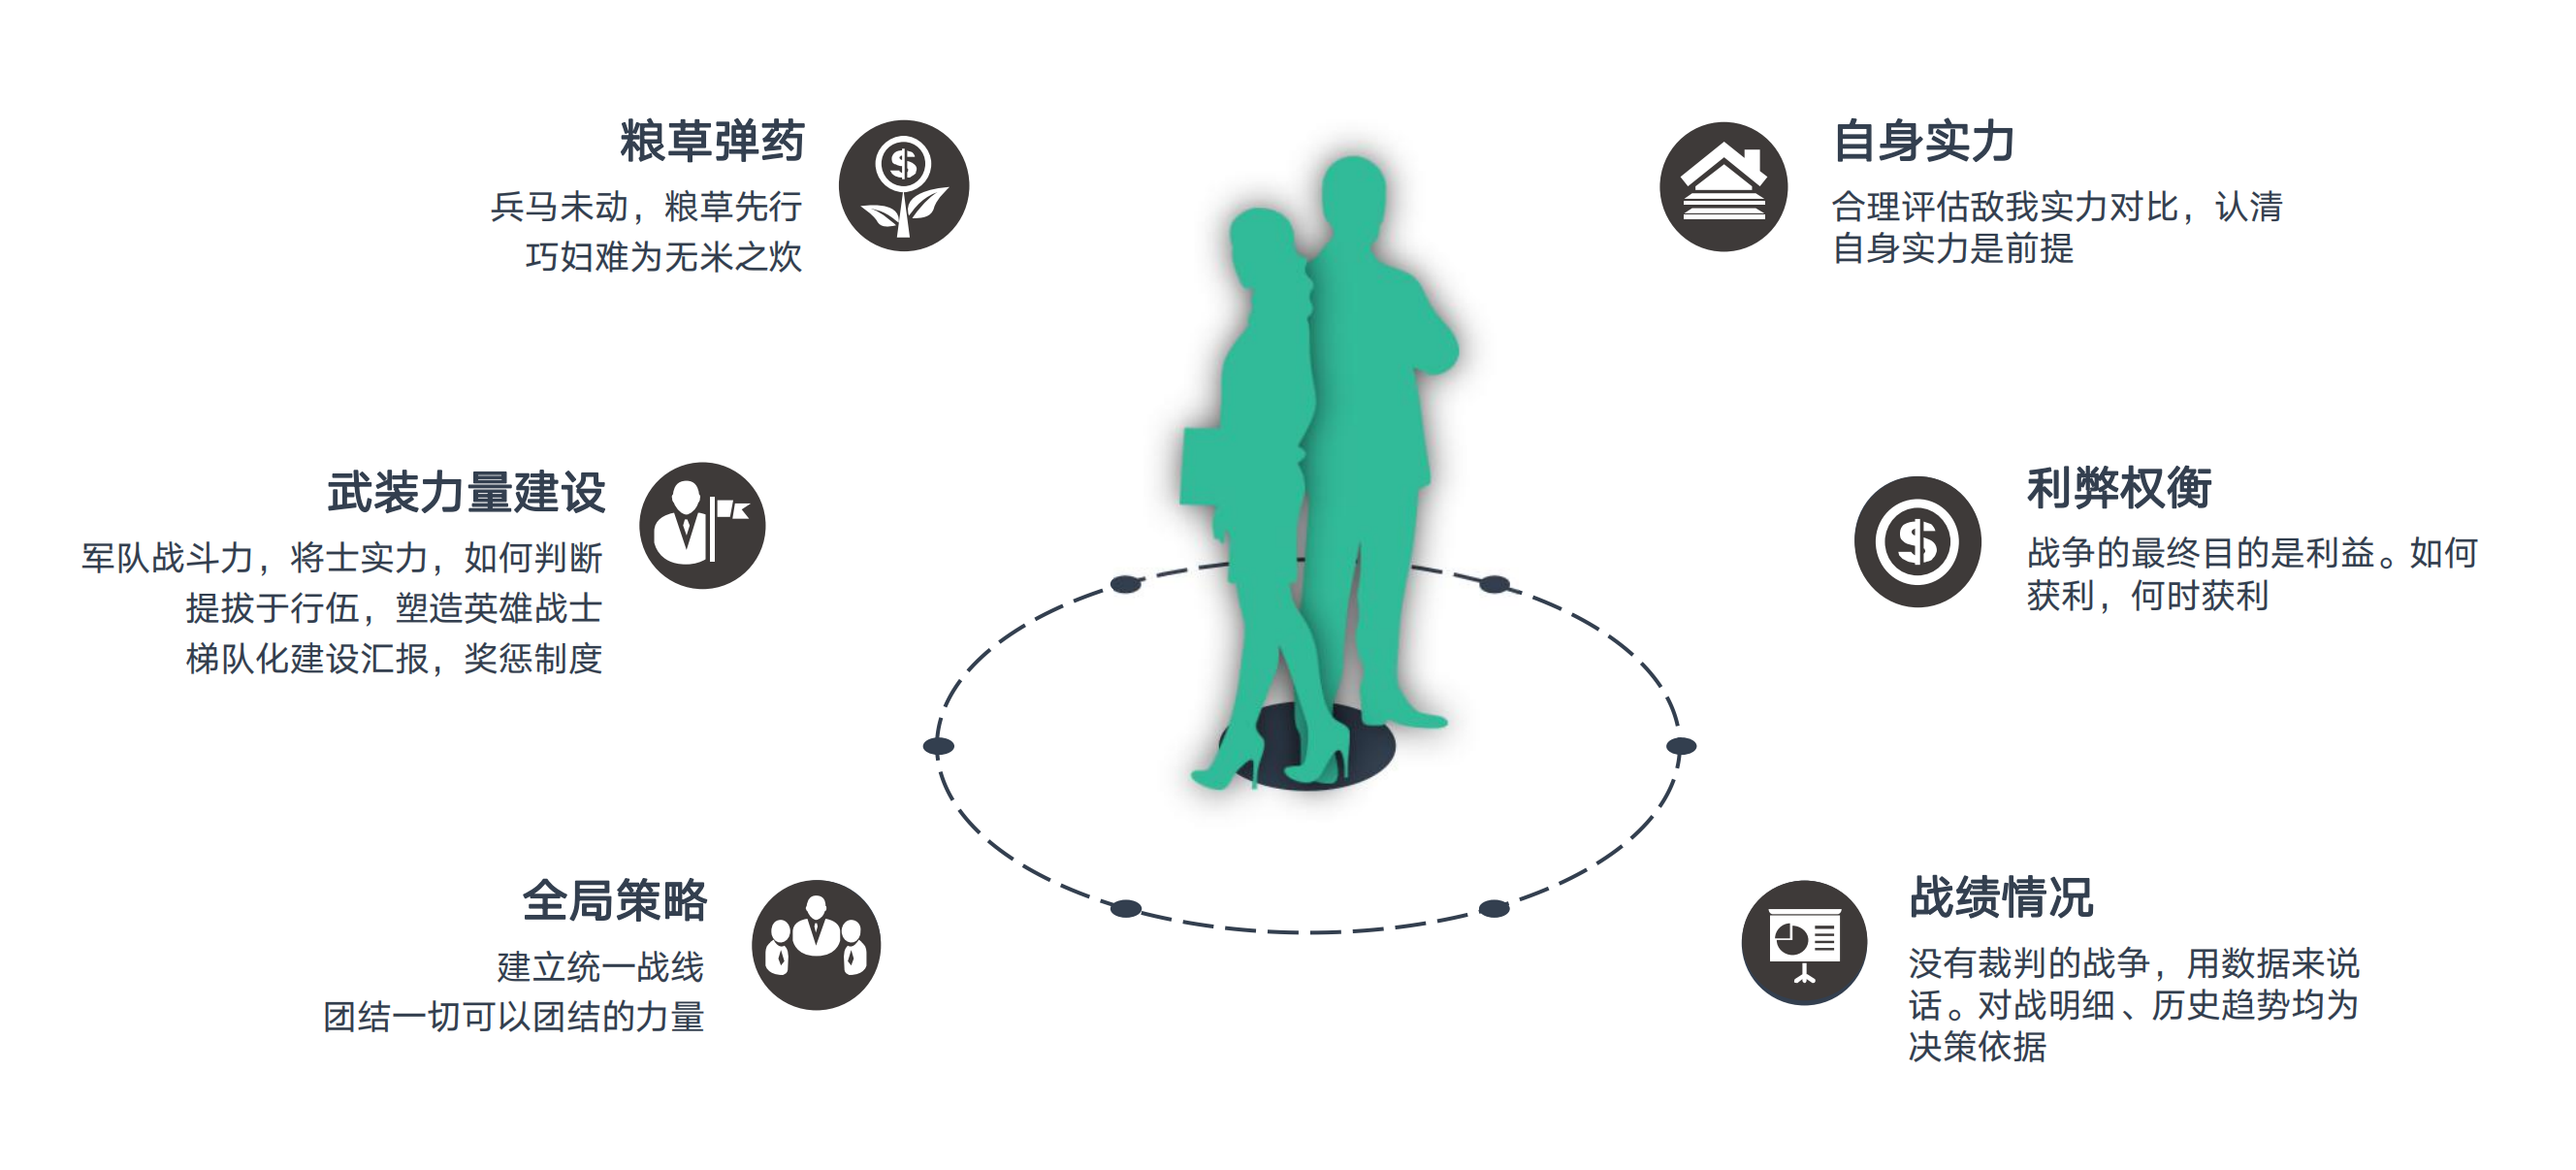 粮草弹药
兵马未动，粮草先行
巧妇难为无米之炊
武装力量建设
军队战斗力，将士实力，如何判断
提拔于行伍，塑造英雄战士
梯队化建设汇报，奖惩制度
全局策略
建立统一战线
团结一切可以团结的力量
自身实力
合理评估敌我实力对比，认清
自身实力是前提
利弊权衡
战争的最终目的是利益。如何
获利，何时获利
战绩情况
没有裁判的战争，用数据来说
话。对战明细、历史趋势均为
决策依据